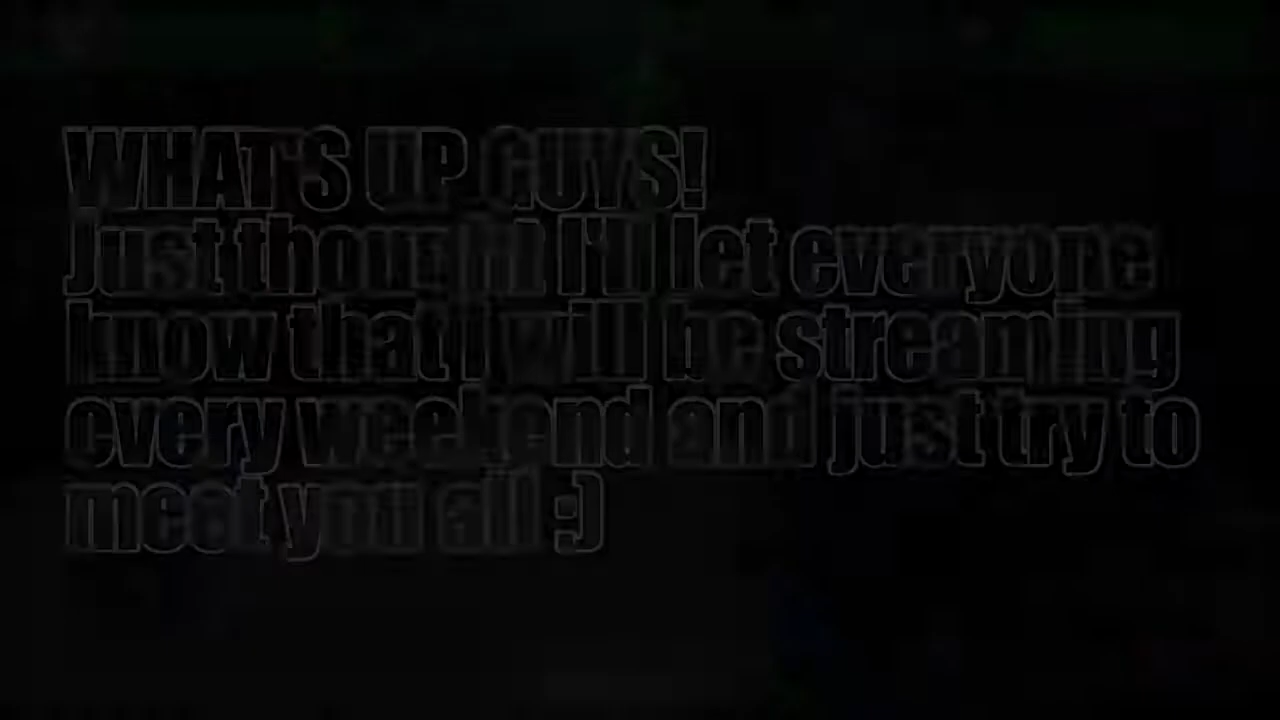 WHAT'S UP GUYS!
Just thought I'll let everyone
know that I will be streaming
every weekend and just try to
meet you all :)